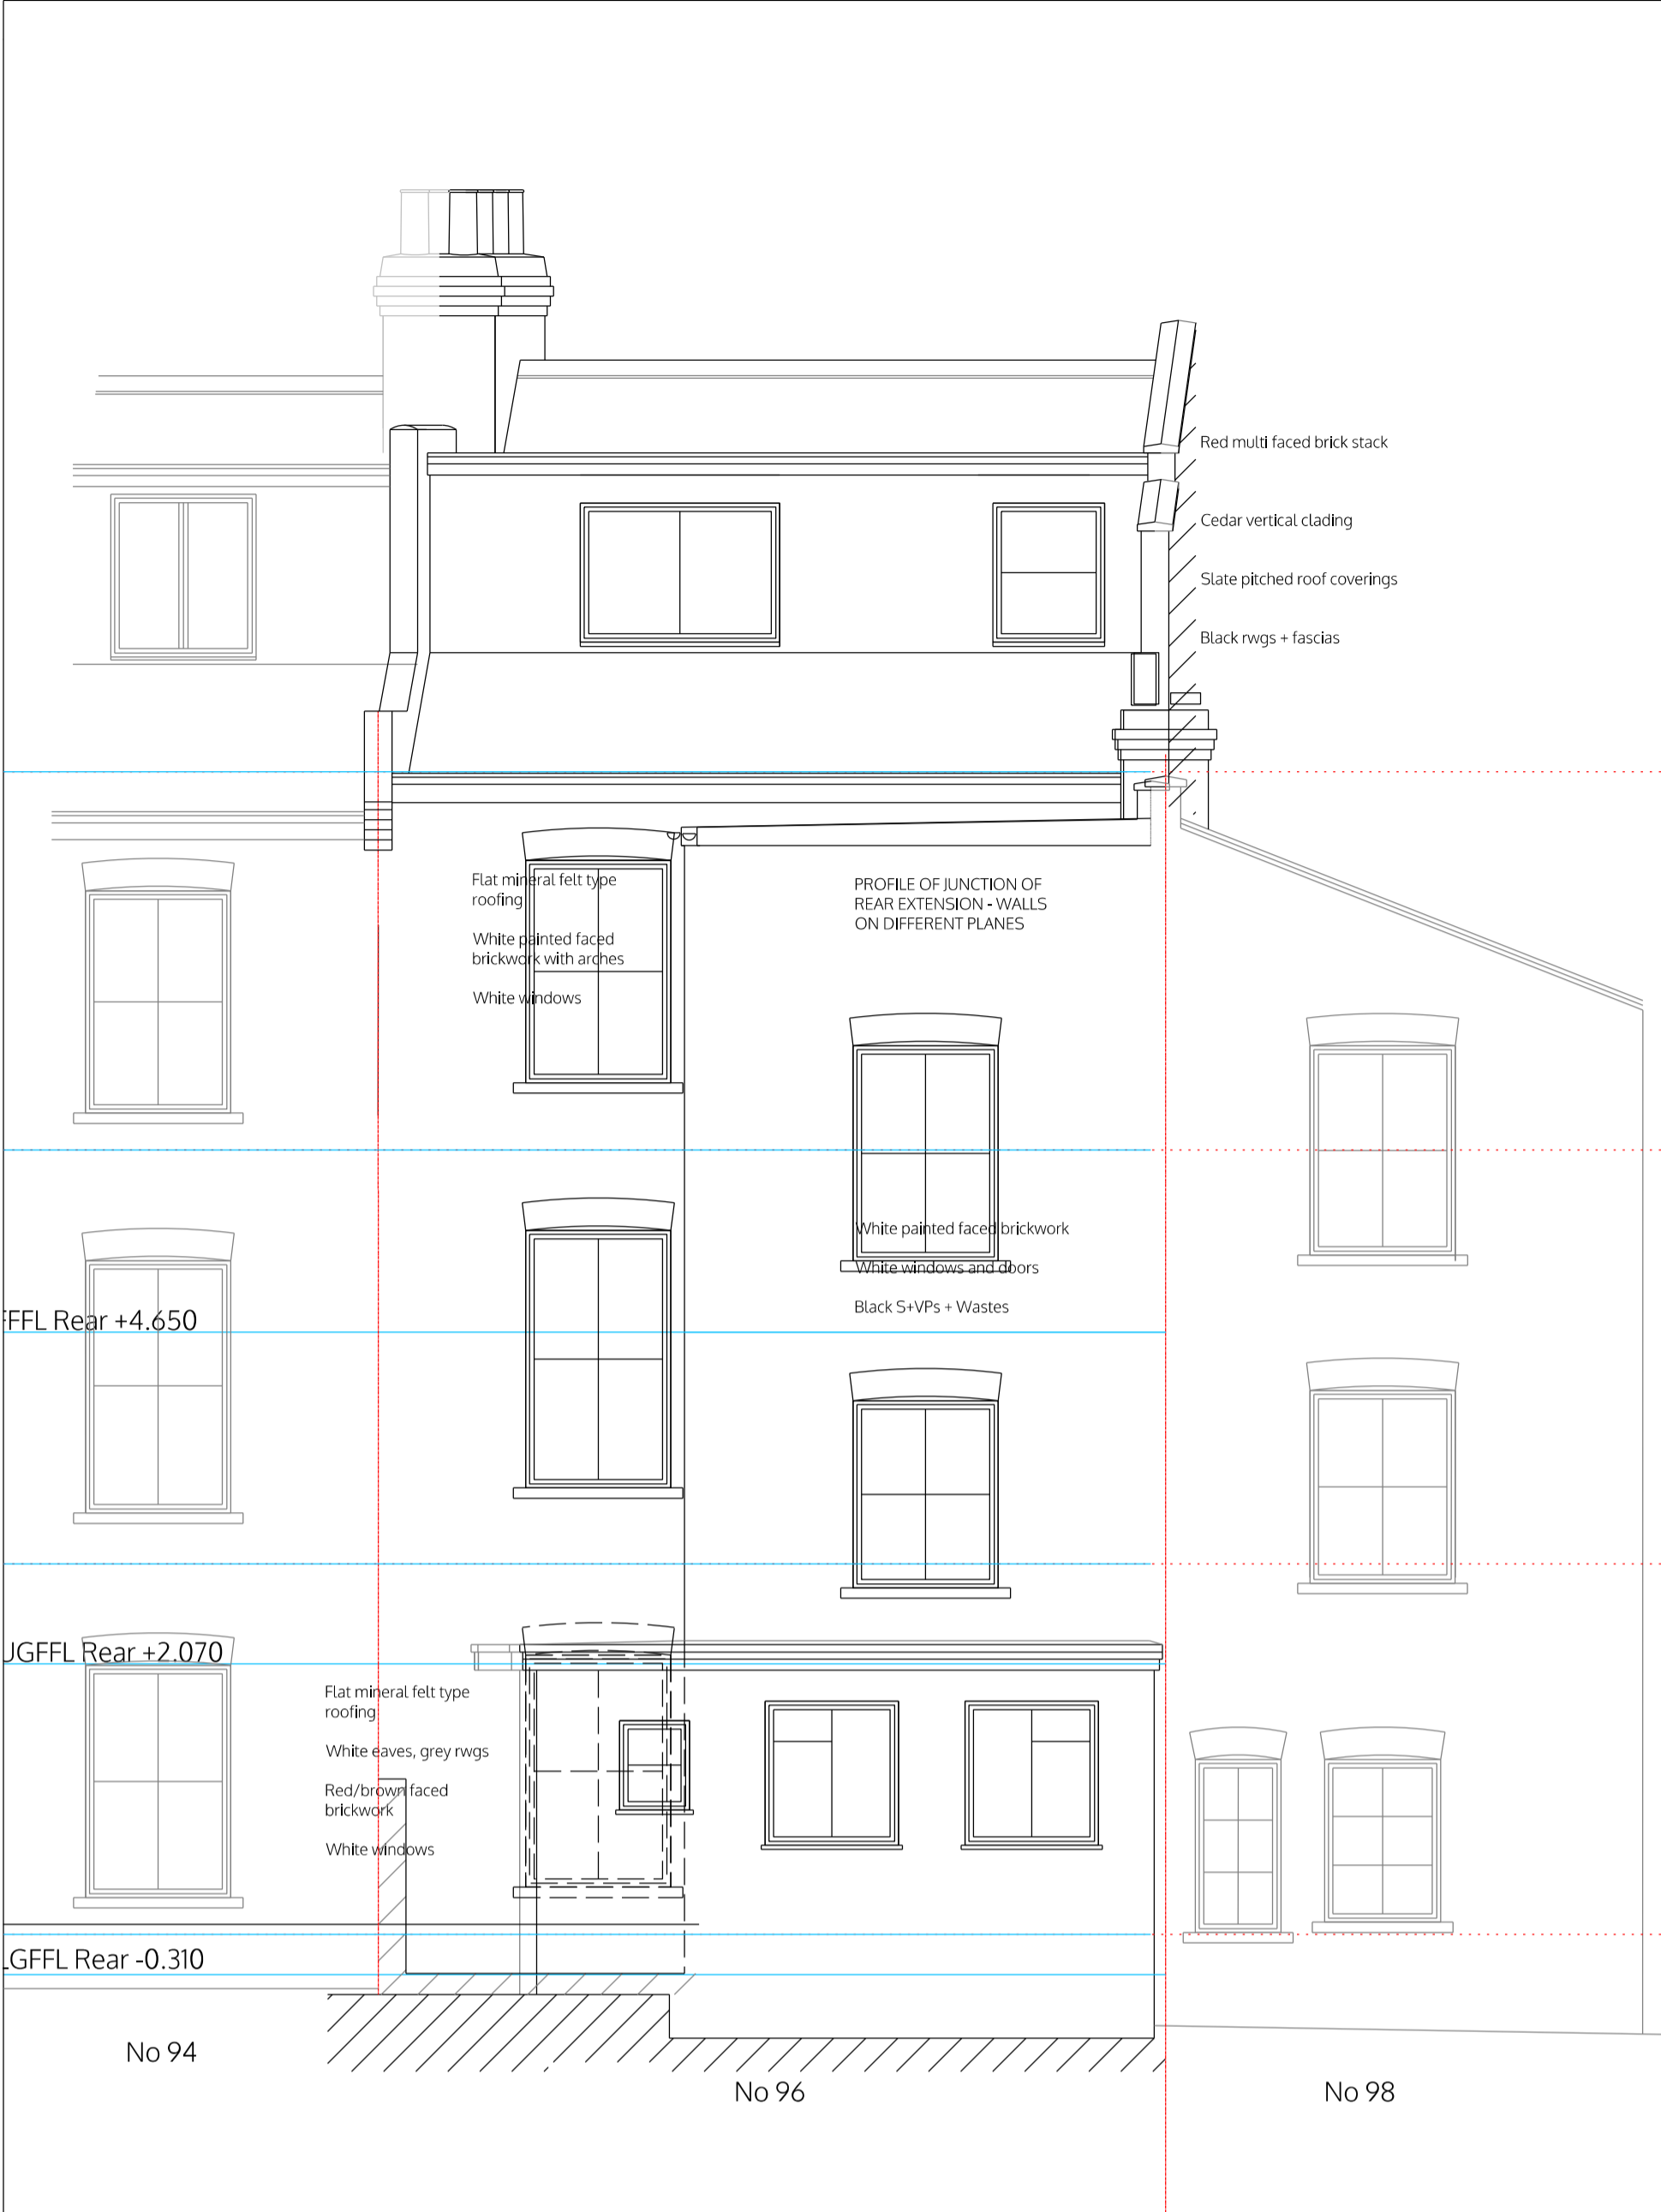 Red multi faced brick stack
Cedar vertical clading
Slate pitched roof coverings
Black rwgs + fascias
Flat mineral felt type
roofing
White painted faced
brickwork with arches
White windows
PROFILE OF JUNCTION OF
REAR EXTENSION - WALLS
ON DIFFERENT PLANES
White painted faced brickwork
White windows and doors
Black S+VPs + Wastes
FFFL Rear +4.650
UGFFL Rear +2.070
Flat mineral felt type
roofing
White eaves, grey rwgs
Red/brown faced
brickwork
White windows
LGFFL Rear -0.310
No 94
No 96
No 98